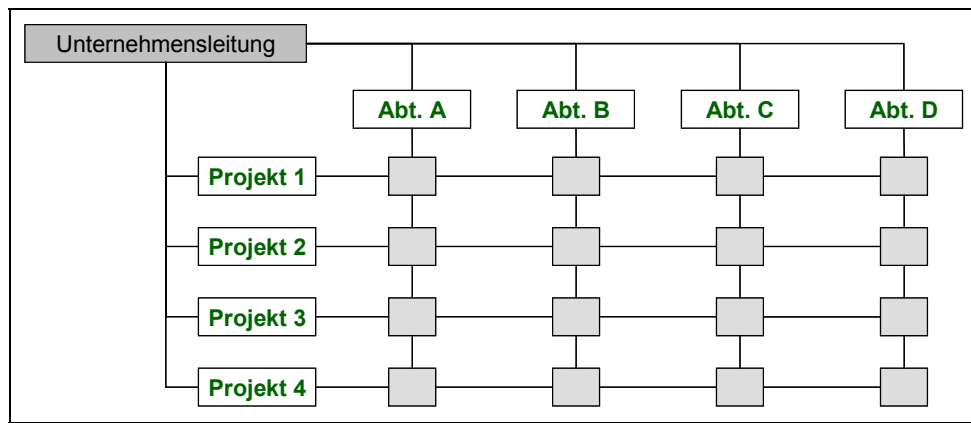 Unternehmensleitung
Abt. A
Abt. B
Abt. C
Abt. D
Projekt 1
Projekt 2
Projekt 3
Projekt 4